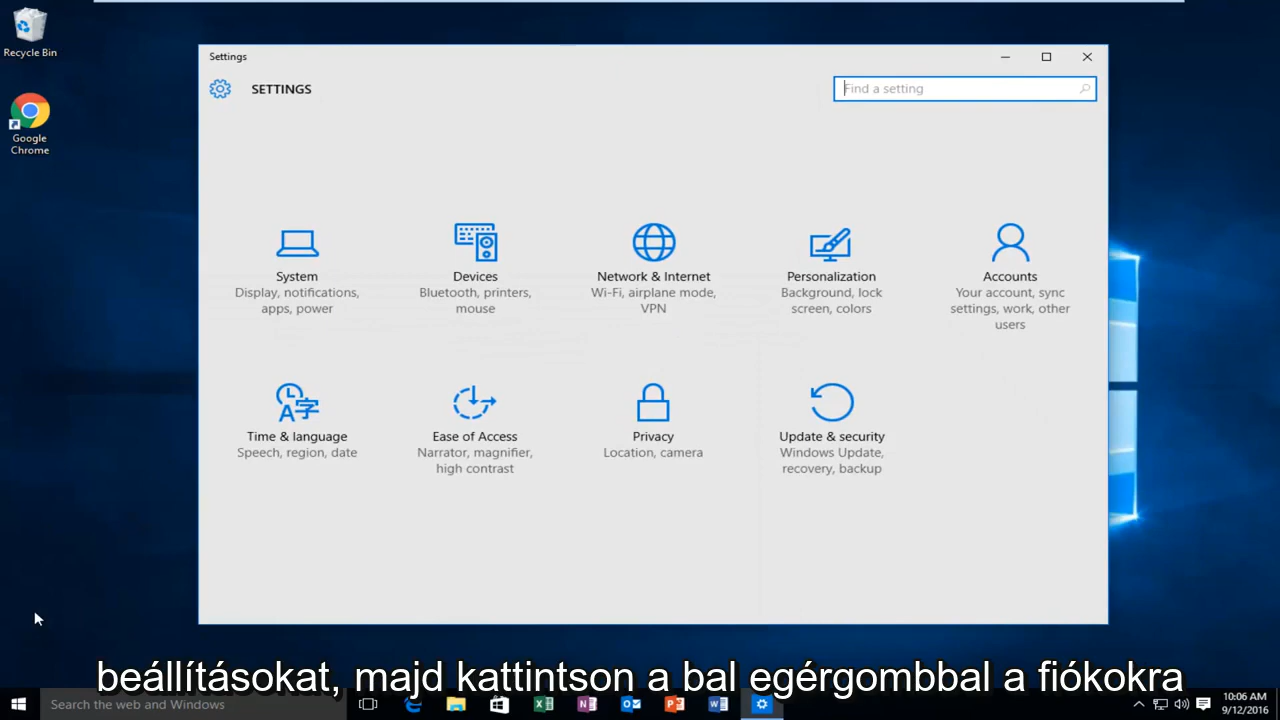 Recycle Bin
Google
Chrome
Settings
SETTINGS
Find a setting
System
Display, notifications,
apps, power
Devices
Bluetooth, printers,
mouse
Network & Internet
Wi-Fi, airplane mode,
VPN
Personalization
Background, lock
screen, colors
Accounts
Your account, sync
settings, work, other
users
Time & language
Speech, region, date
Ease of Access
Narrator, magnifier,
high contrast
Privacy
Location, camera
Update & security
Windows Update,
recovery, backup
beállításokat, majd kattintson a bal egérgombbal a fiókokra
Search the web and Windows
10:06 AM
9/12/2016